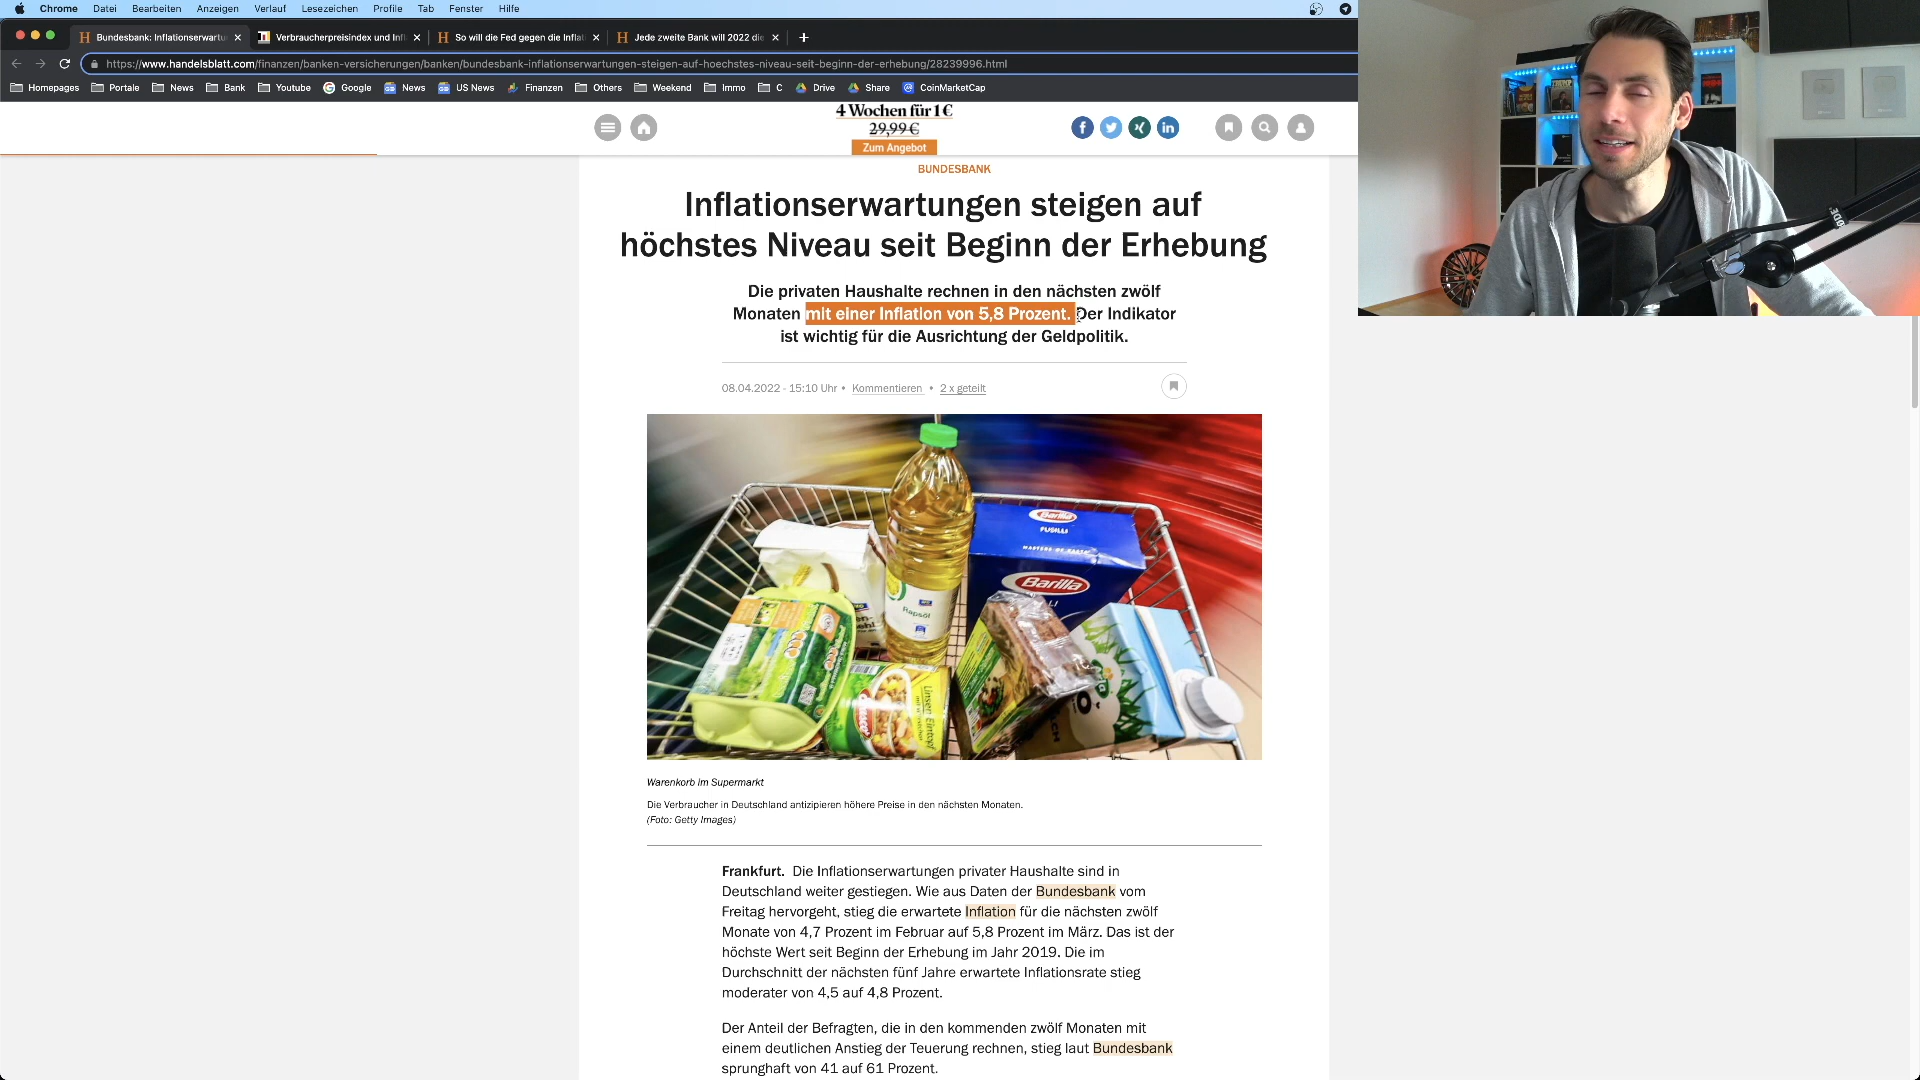 Chrome Datei Bearbeiten Anzeigen Verlauf Lesezeichen Profile Tab Fenster Hilfe
Bundesbank: Inflationserwartu Verbraucherpreisindex und Infl So will die Fed gegen die Inflat Jede zweite Bank will 2022 die
https://www.handelsblatt.com/finanzen/banken-versicherungen/banken/bundesbank-inflationserwartungen-steigen-auf-hoechstes-niveau-seit-beginn-der-erhebung/28239996.html
Homepages Portale News Bank Youtube Google News US News Finanzen Others Weekend Immo C Drive Share CoinMarketCap
4 Wochen für 1 €
29,99 €
Zum Angebot
BUNDESBANK
Inflationserwartungen steigen auf
höchstes Niveau seit Beginn der Erhebung
Die privaten Haushalte rechnen in den nächsten zwölf
Monaten mit einer Inflation von 5,8 Prozent. Der Indikator
ist wichtig für die Ausrichtung der Geldpolitik.
08.04.2022 - 15:10 Uhr • Kommentieren • 2 x geteilt
Barilla
FUSILLI
Barilla
Rapsöl
Linsen-Eintopf
Warenkorb im Supermarkt
Die Verbraucher in Deutschland antizipieren höhere Preise in den nächsten Monaten.
(Foto: Getty Images)
Frankfurt. Die Inflationserwartungen privater Haushalte sind in
Deutschland weiter gestiegen. Wie aus Daten der Bundesbank vom
Freitag hervorgeht, stieg die erwartete Inflation für die nächsten zwölf
Monate von 4,7 Prozent im Februar auf 5,8 Prozent im März. Das ist der
höchste Wert seit Beginn der Erhebung im Jahr 2019. Die im
Durchschnitt der nächsten fünf Jahre erwartete Inflationsrate stieg
moderater von 4,5 auf 4,8 Prozent.
Der Anteil der Befragten, die in den kommenden zwölf Monaten mit
einem deutlichen Anstieg der Teuerung rechnen, stieg laut Bundesbank
sprunghaft von 41 auf 61 Prozent.